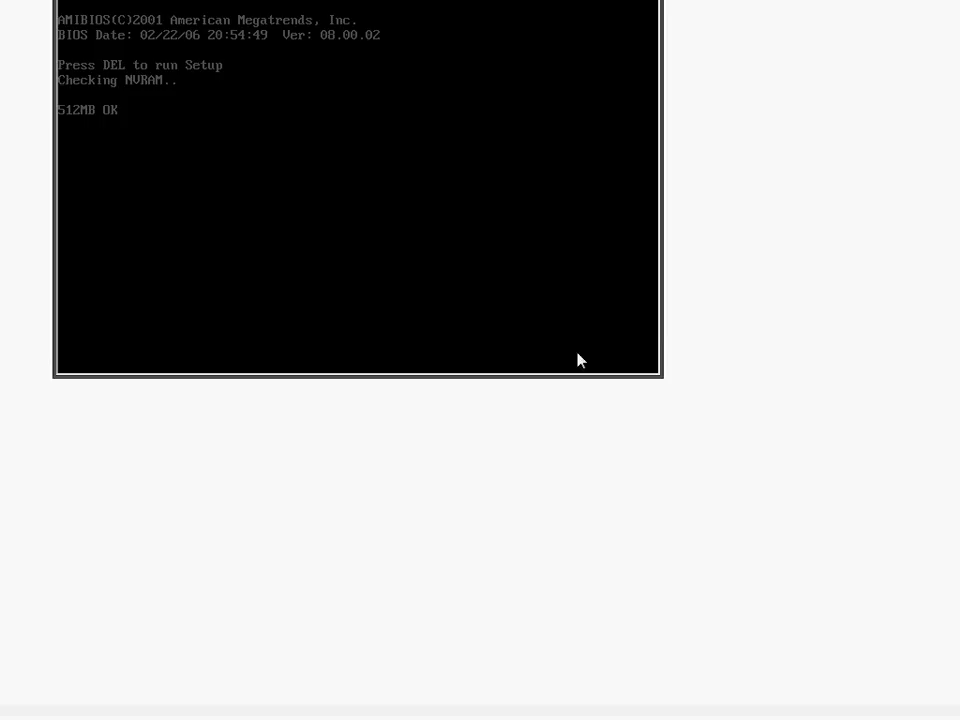 AMIBIOS(C)2001 American Megatrends, Inc.
BIOS Date: 02/22/06 20:54:49  Ver: 08.00.02
Press DEL to run Setup
Checking NVRAM..
512MB OK